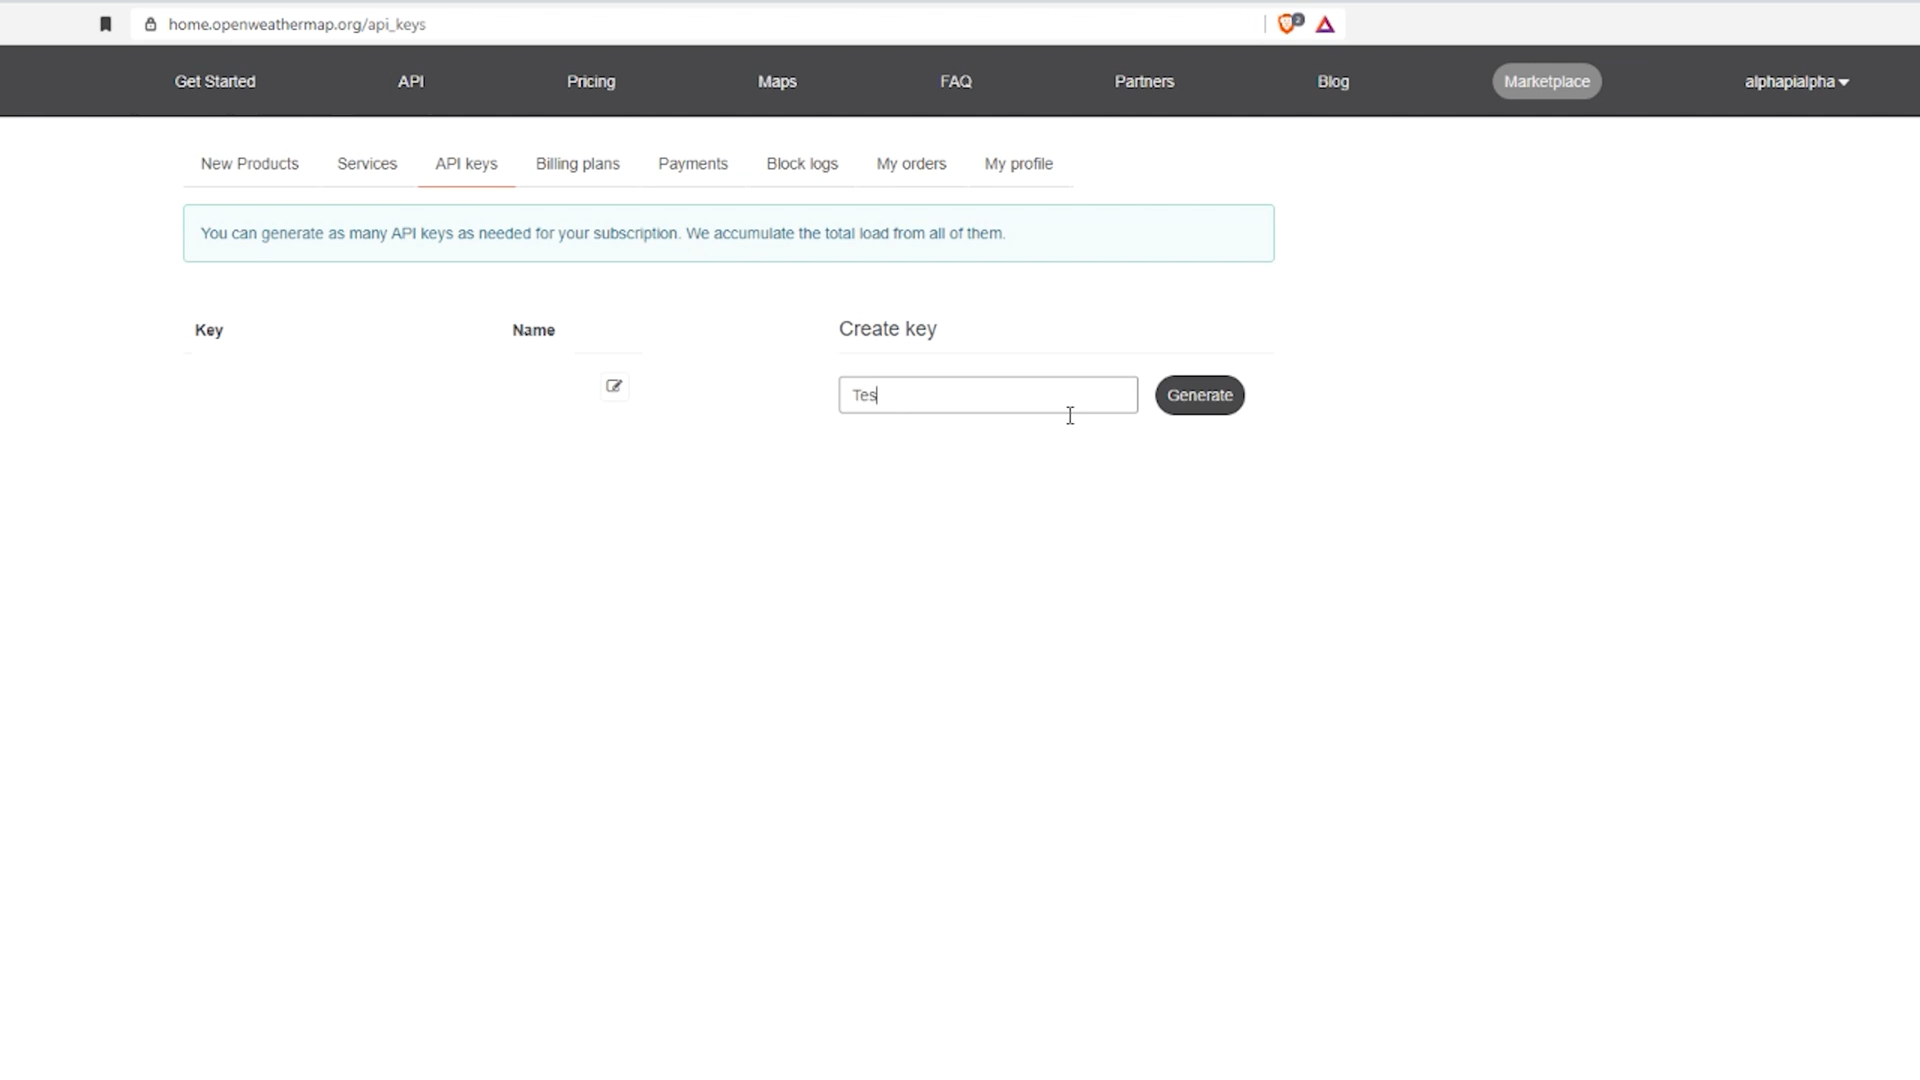 home.openweathermap.org/api_keys
2
Get Started API Pricing Maps FAQ Partners Blog Marketplace alphapialpha
New Products Services API keys Billing plans Payments Block logs My orders My profile
You can generate as many API keys as needed for your subscription. We accumulate the total load from all of them.
Key Name Create key
Tes Generate